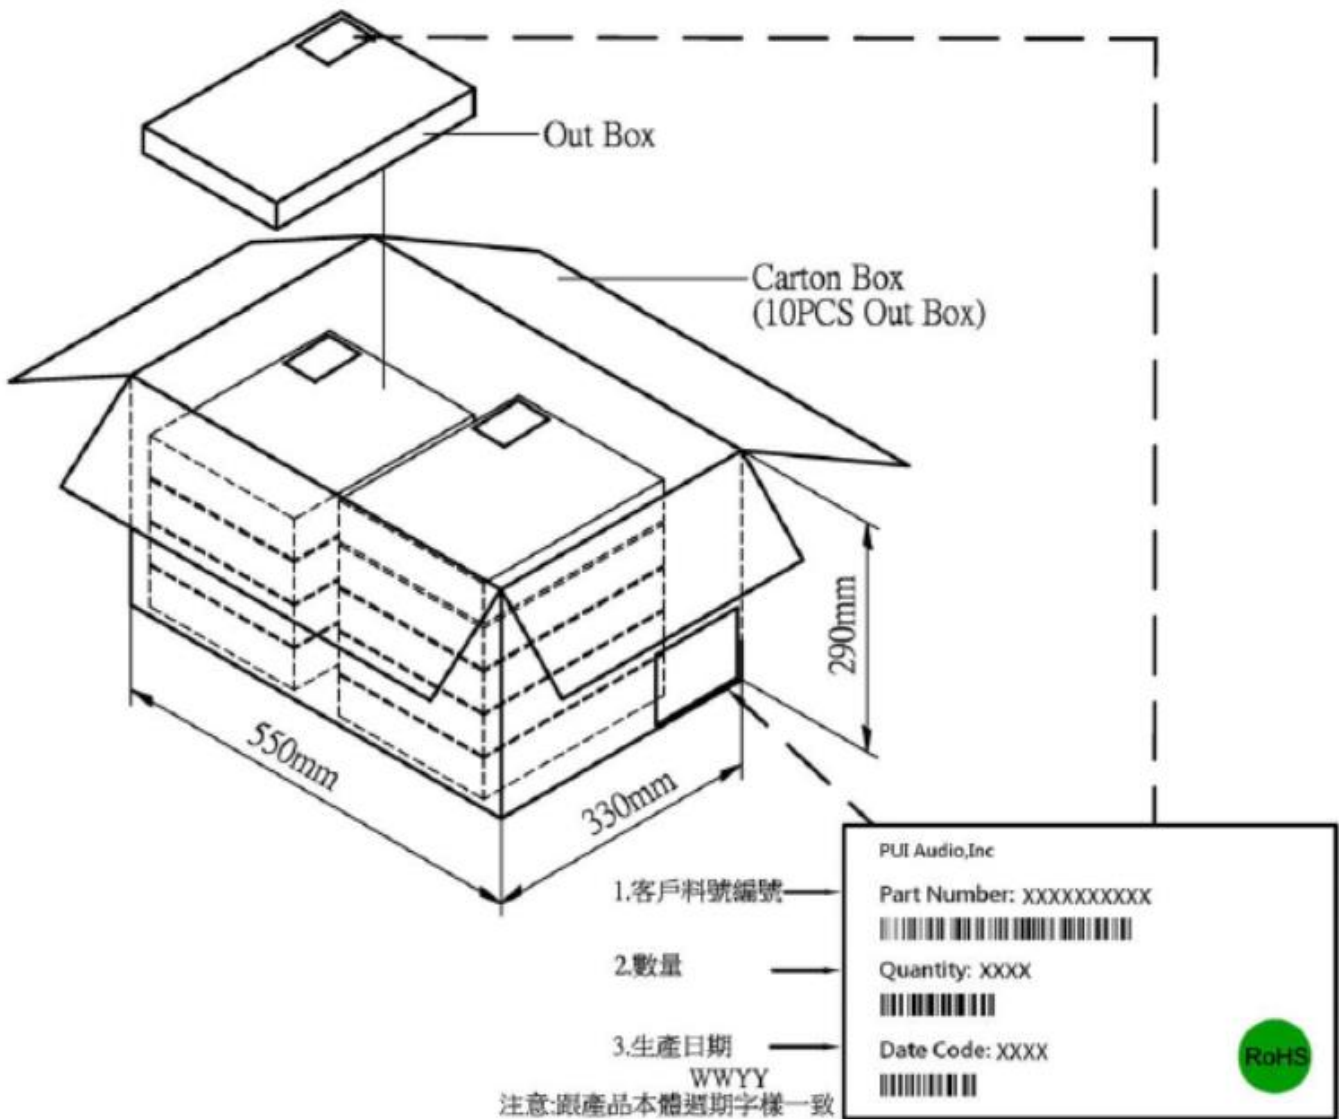 Out Box
Carton Box
(10PCS Out Box)
290mm
550mm
330mm
PUI Audio,Inc
1.客戶料號編號
Part Number: XXXXXXXXXX
2.數量
Quantity: XXXX
3.生產日期
WWYY
Date Code: XXXX
RoHS
注意:跟產品本體週期字樣一致